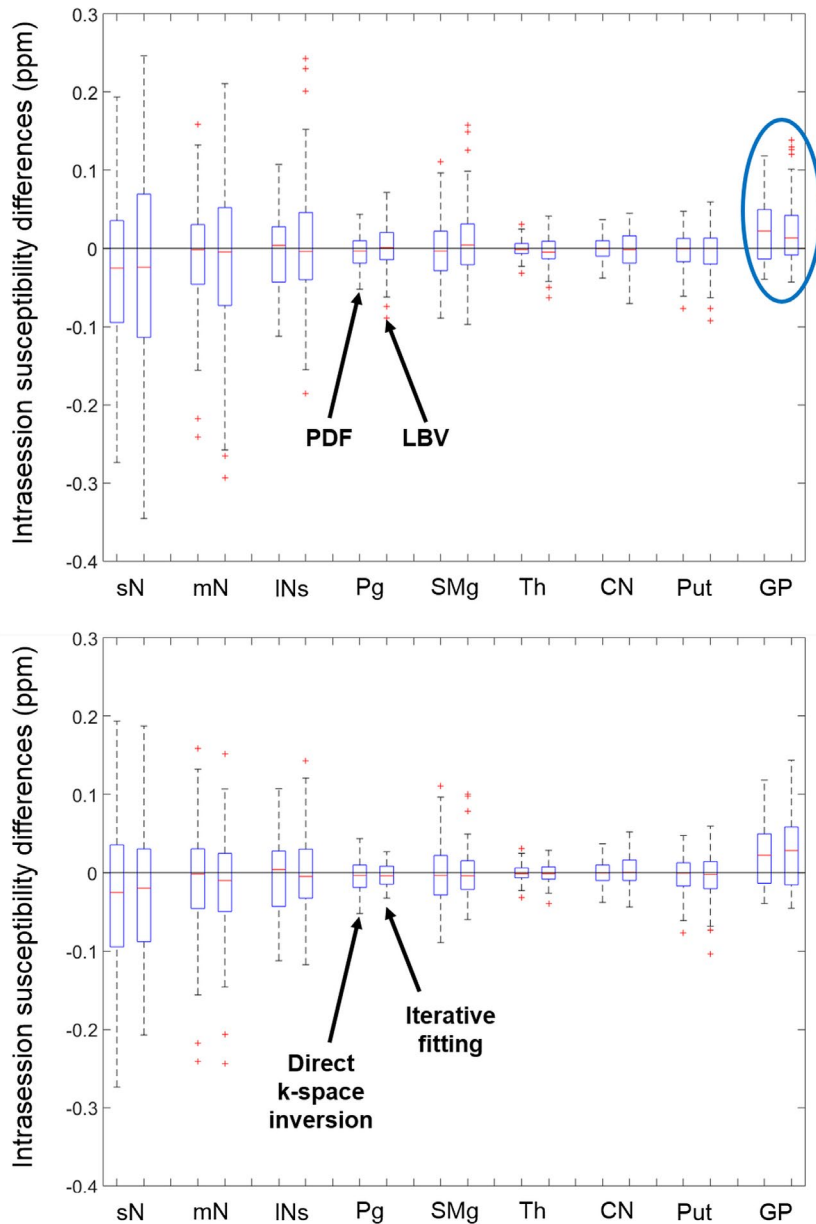 Intrasession susceptibility differences (ppm)
0.3
0.2
0.1
0
-0.1
-0.2
-0.3
-0.4
PDF
LBV
sN mN lNs Pg SMg Th CN Put GP
Intrasession susceptibility differences (ppm)
0.3
0.2
0.1
0
-0.1
-0.2
-0.3
-0.4
Iterative
fitting
Direct
k-space
inversion
sN mN lNs Pg SMg Th CN Put GP